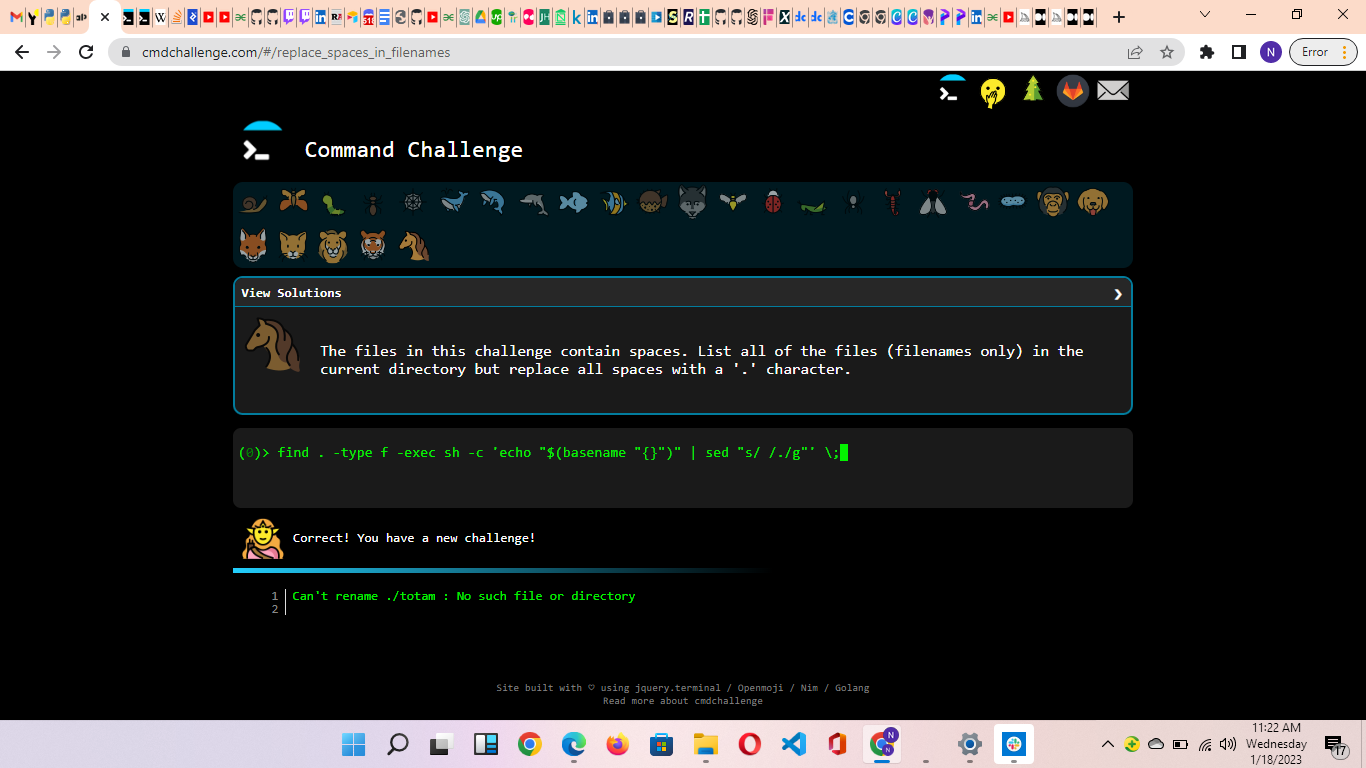 cmdchallenge.com/#/replace_spaces_in_filenames
N
Error
Command Challenge
View Solutions
The files in this challenge contain spaces. List all of the files (filenames only) in the
current directory but replace all spaces with a '.' character.
(0)> find . -type f -exec sh -c 'echo "$(basename "{}")" | sed "s/ /./g"' \;
Correct! You have a new challenge!
1 Can't rename ./totam : No such file or directory
2
Site built with ♡ using jquery.terminal / Openmoji / Nim / Golang
Read more about cmdchallenge
11:22 AM
Wednesday
1/18/2023
17